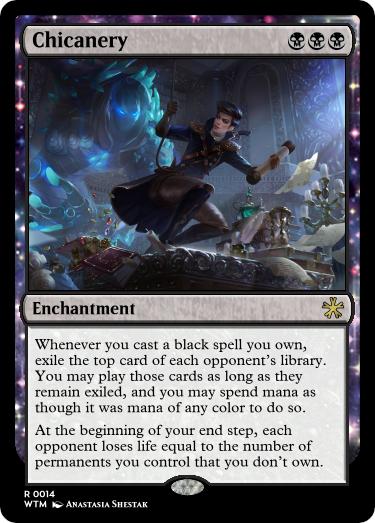 Chicanery
Enchantment
Whenever you cast a black spell you own,
exile the top card of each opponent's library.
You may play those cards as long as they
remain exiled, and you may spend mana as
though it was mana of any color to do so.
At the beginning of your end step, each
opponent loses life equal to the number of
permanents you control that you don't own.
R 0014
WTM Anastasia Shestak